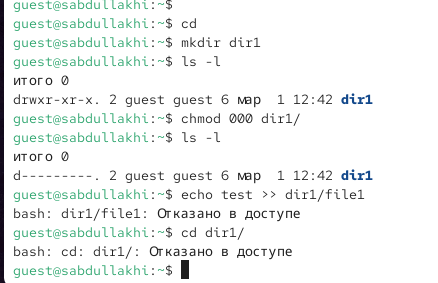 guest@sabdullakhi:~$
guest@sabdullakhi:~$ cd
guest@sabdullakhi:~$ mkdir dir1
guest@sabdullakhi:~$ ls -l
итого 0
drwxr-xr-x. 2 guest guest 6 мар  1 12:42 dir1
guest@sabdullakhi:~$ chmod 000 dir1/
guest@sabdullakhi:~$ ls -l
итого 0
d---------. 2 guest guest 6 мар  1 12:42 dir1
guest@sabdullakhi:~$ echo test >> dir1/file1
bash: dir1/file1: Отказано в доступе
guest@sabdullakhi:~$ cd dir1/
bash: cd: dir1/: Отказано в доступе
guest@sabdullakhi:~$